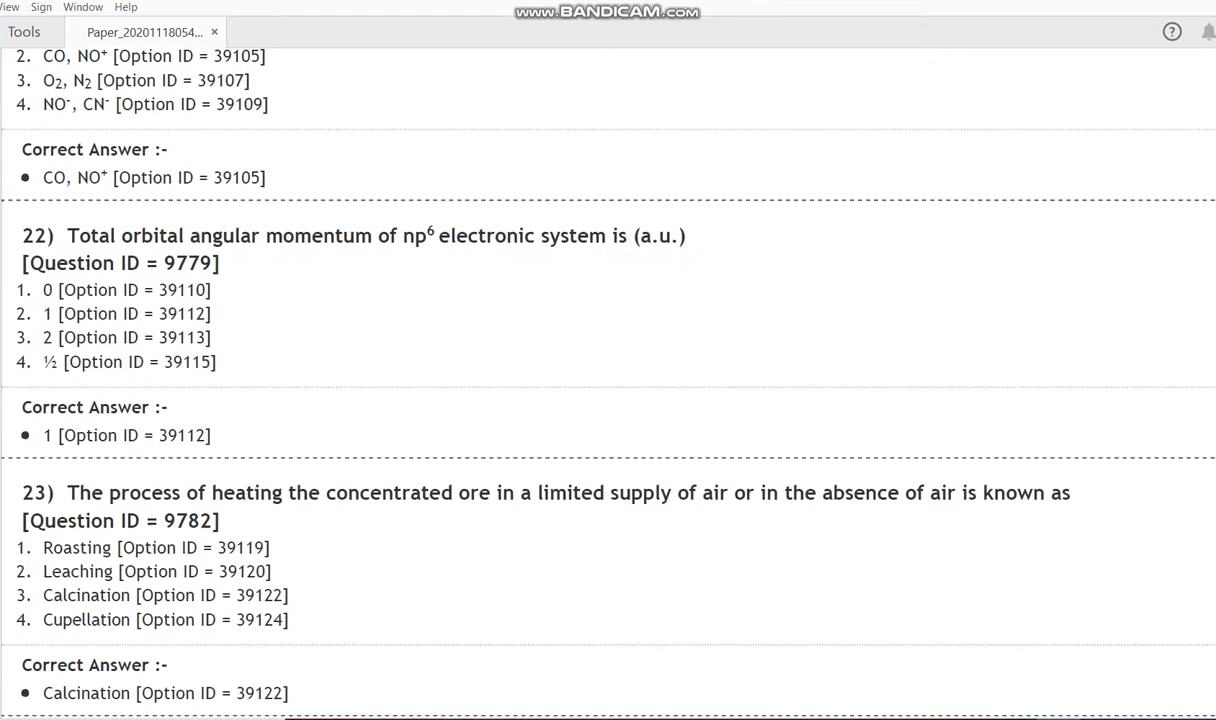 View Sign Window Help
www.BANDICAM.com
Tools Paper_20201118054... ×
2. CO, NO⁺ [Option ID = 39105]
3. O₂, N₂ [Option ID = 39107]
4. NO⁻, CN⁻ [Option ID = 39109]
Correct Answer :-
• CO, NO⁺ [Option ID = 39105]
22) Total orbital angular momentum of np⁶ electronic system is (a.u.)
[Question ID = 9779]
1. 0 [Option ID = 39110]
2. 1 [Option ID = 39112]
3. 2 [Option ID = 39113]
4. ½ [Option ID = 39115]
Correct Answer :-
• 1 [Option ID = 39112]
23) The process of heating the concentrated ore in a limited supply of air or in the absence of air is known as
[Question ID = 9782]
1. Roasting [Option ID = 39119]
2. Leaching [Option ID = 39120]
3. Calcination [Option ID = 39122]
4. Cupellation [Option ID = 39124]
Correct Answer :-
• Calcination [Option ID = 39122]